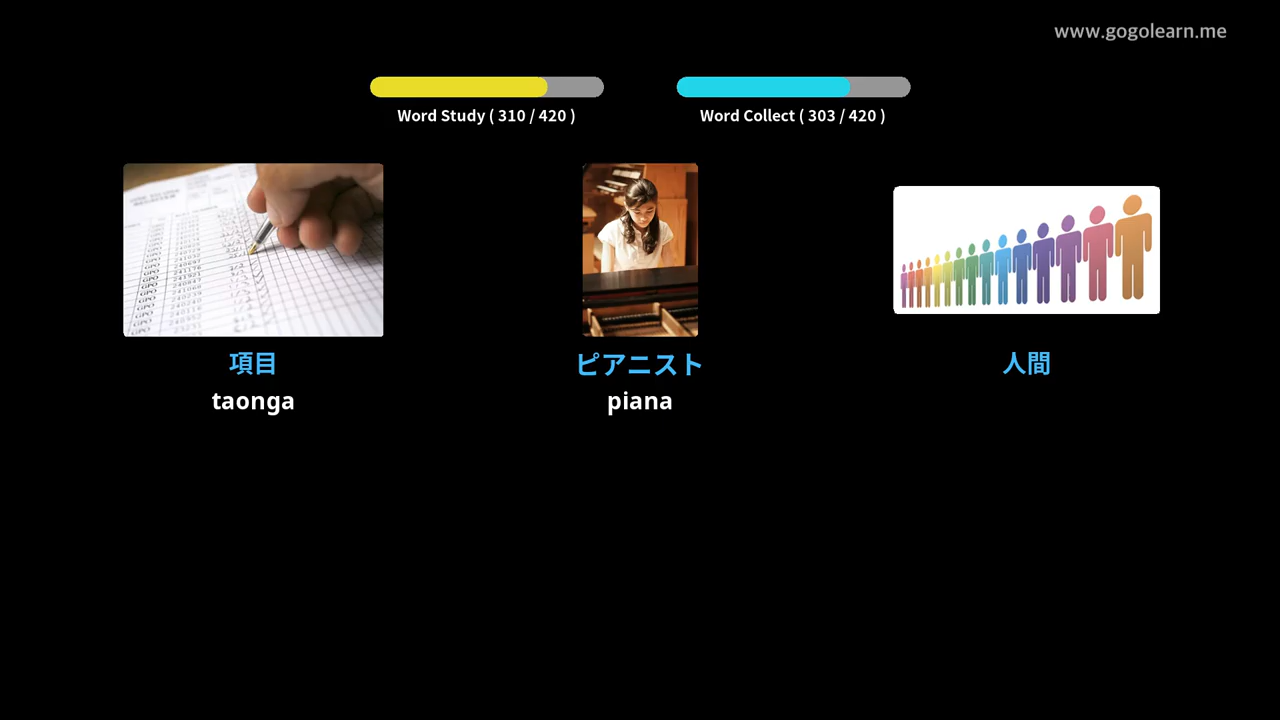 www.gogolearn.me
Word Study ( 310 / 420 )
Word Collect ( 303 / 420 )
項目
ピアニスト
人間
taonga
piana